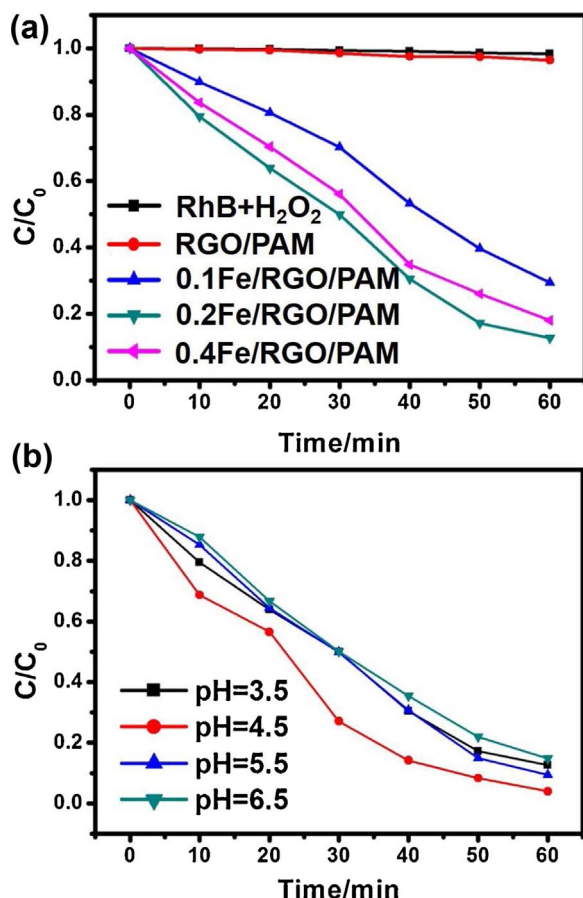 (a)
1.0
0.8
0.6
0.4
0.2
0.0
C/C₀
RhB+H₂O₂
RGO/PAM
0.1Fe/RGO/PAM
0.2Fe/RGO/PAM
0.4Fe/RGO/PAM
0 10 20 30 40 50 60
Time/min
(b)
1.0
0.8
0.6
0.4
0.2
0.0
C/C₀
pH=3.5
pH=4.5
pH=5.5
pH=6.5
0 10 20 30 40 50 60
Time/min